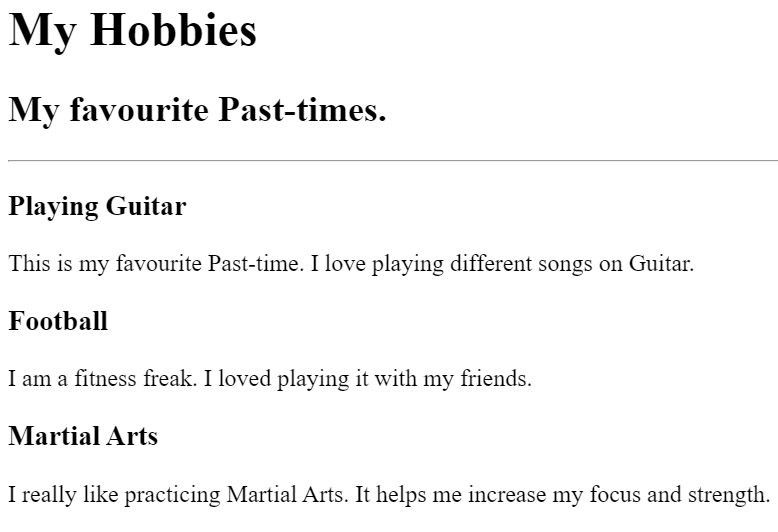 My Hobbies
My favourite Past-times.
Playing Guitar
This is my favourite Past-time. I love playing different songs on Guitar.
Football
I am a fitness freak. I loved playing it with my friends.
Martial Arts
I really like practicing Martial Arts. It helps me increase my focus and strength.